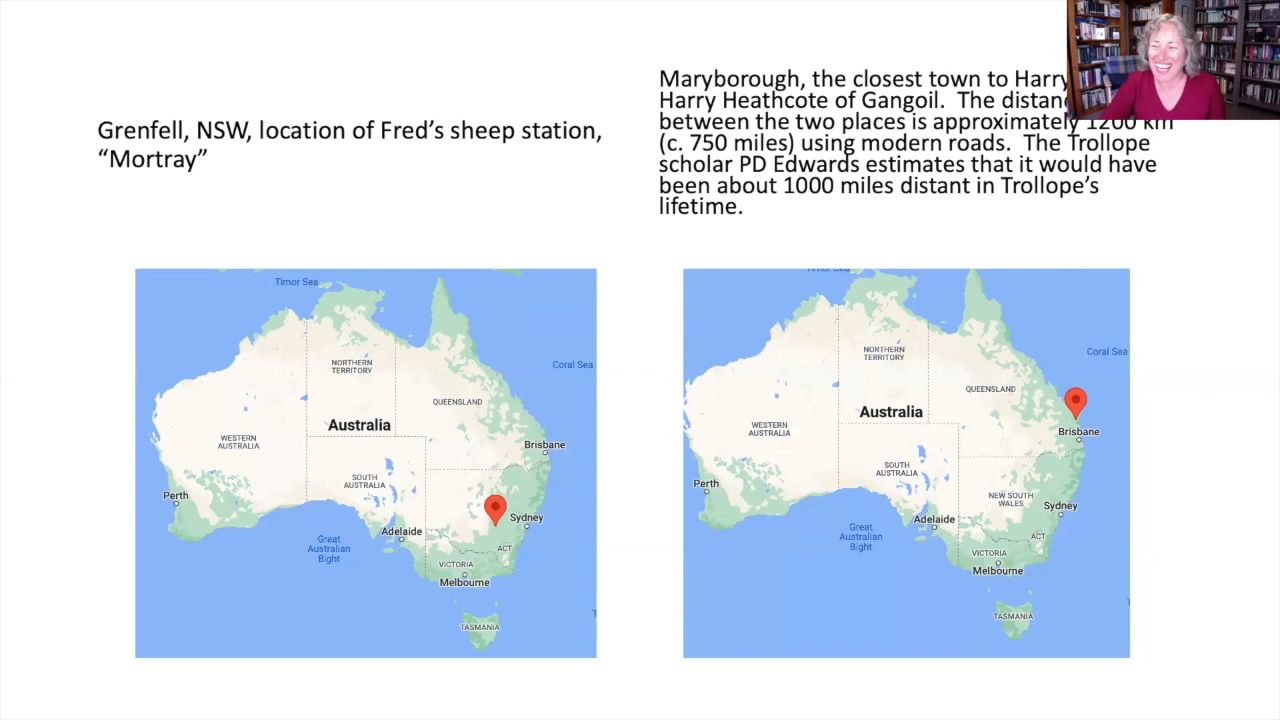 Grenfell, NSW, location of Fred’s sheep station,
“Mortray”
Maryborough, the closest town to Harry
Harry Heathcote of Gangoil. The
between the two places is approximately 1200 km
(c. 750 miles) using modern roads. The Trollope
scholar PD Edwards estimates that it would have
been about 1000 miles distant in Trollope’s
lifetime.
Timor Sea
NORTHERN
TERRITORY
Coral Sea
QUEENSLAND
Australia
WESTERN
AUSTRALIA
Brisbane
SOUTH
AUSTRALIA
Perth
Sydney
Adelaide
Great
Australian
Bight
ACT
VICTORIA
Melbourne
TASMANIA
Timor Sea
NORTHERN
TERRITORY
Coral Sea
QUEENSLAND
Australia
WESTERN
AUSTRALIA
Brisbane
SOUTH
AUSTRALIA
Perth
NEW SOUTH
WALES
Sydney
Adelaide
Great
Australian
Bight
ACT
VICTORIA
Melbourne
TASMANIA